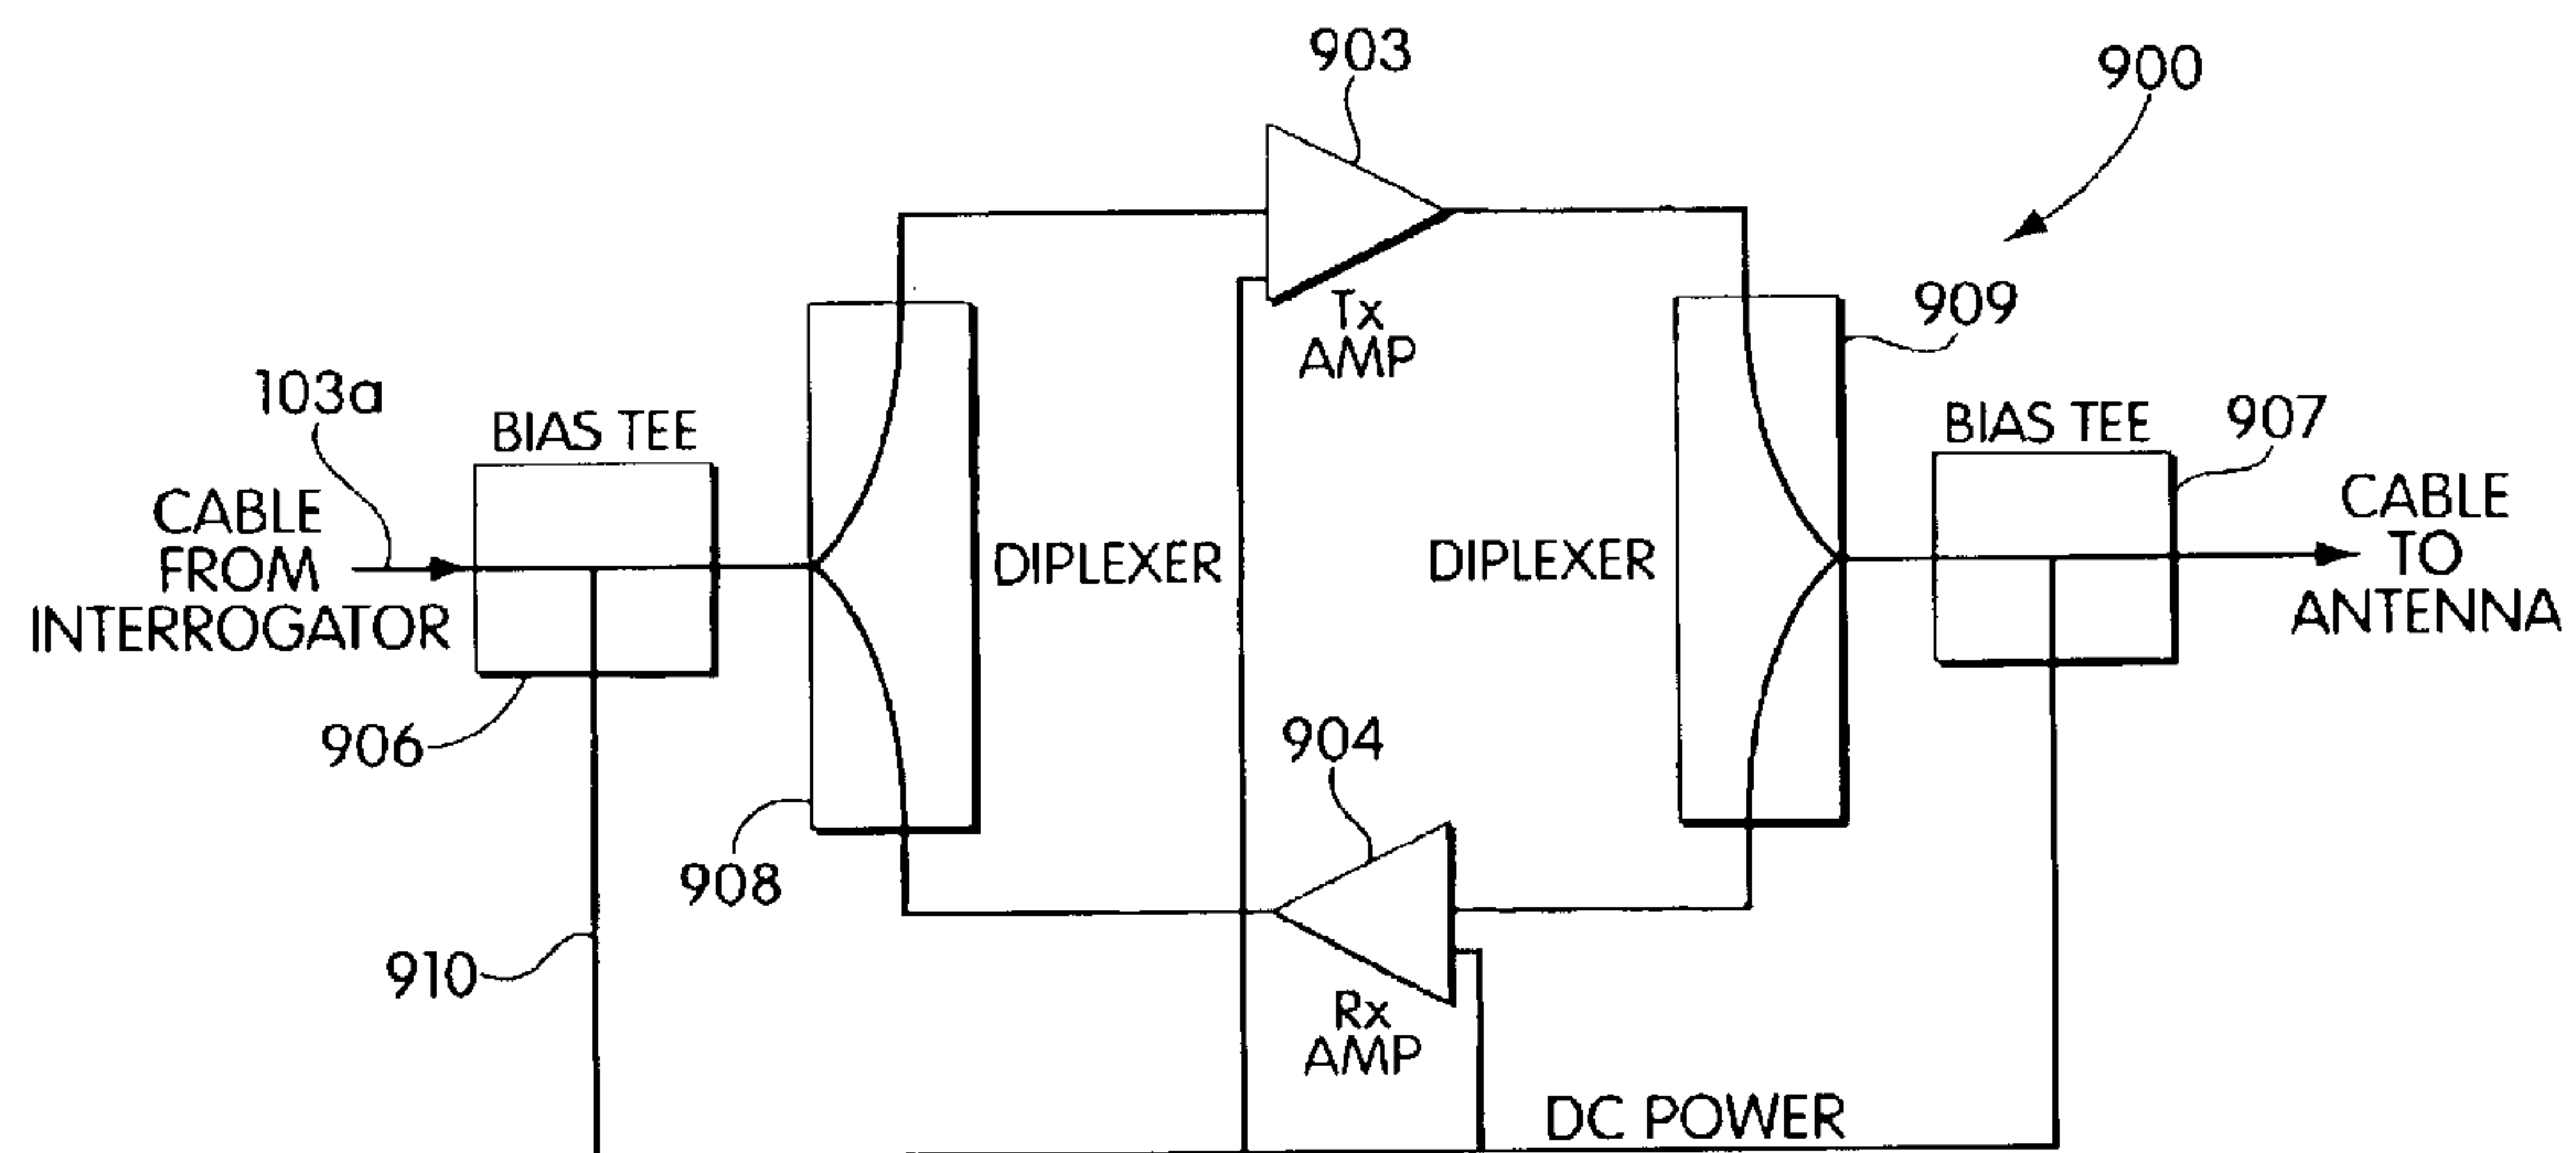 903
900
Tx
AMP
909
103a
BIAS TEE
BIAS TEE
907
CABLE
FROM
INTERROGATOR
DIPLEXER
DIPLEXER
CABLE
TO
ANTENNA
906
904
908
910
Rx
AMP
DC POWER